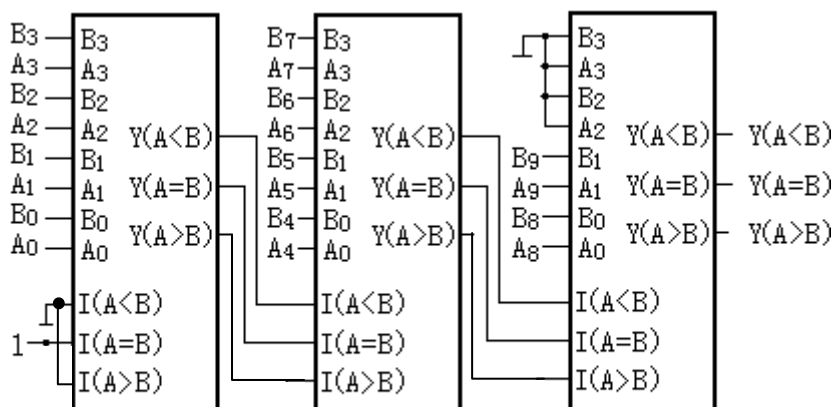 B3 B3
A3 A3
B2 B2
A2 A2
B1 B1
A1 A1
B0 B0
A0 A0
Y(A<B)
Y(A=B)
Y(A>B)
I(A<B)
1 I(A=B)
I(A>B)
B7 B3
A7 A3
B6 B2
A6 A2
B5 B1
A5 A1
B4 B0
A4 A0
Y(A<B)
Y(A=B)
Y(A>B)
I(A<B)
I(A=B)
I(A>B)
B3
A3
B2
A2
B9 B1
A9 A1
B8 B0
A8 A0
Y(A<B) Y(A<B)
Y(A=B) Y(A=B)
Y(A>B) Y(A>B)
I(A<B)
I(A=B)
I(A>B)